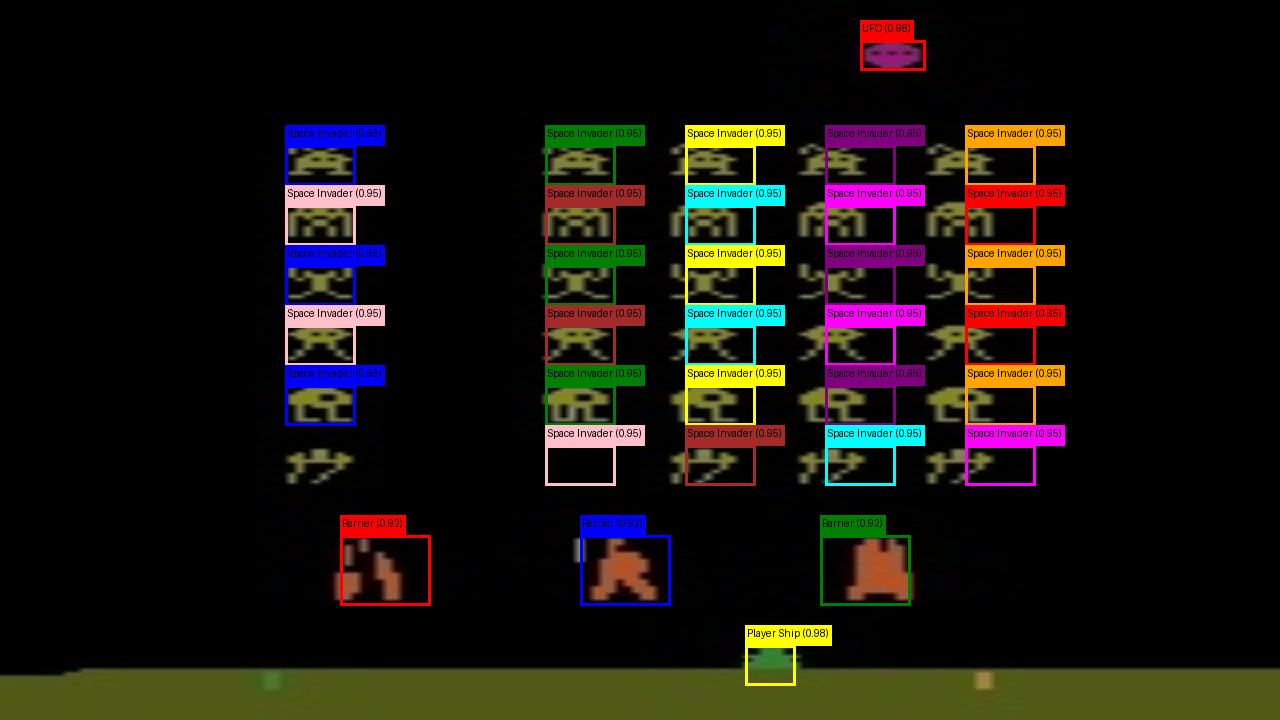 UFO (0.98)
Space Invader (0.95) Space Invader (0.95) Space Invader (0.95) Space Invader (0.95) Space Invader (0.95)
Space Invader (0.95) Space Invader (0.95) Space Invader (0.95) Space Invader (0.95) Space Invader (0.95)
Space Invader (0.95) Space Invader (0.95) Space Invader (0.95) Space Invader (0.95) Space Invader (0.95)
Space Invader (0.95) Space Invader (0.95) Space Invader (0.95) Space Invader (0.95) Space Invader (0.95)
Space Invader (0.95) Space Invader (0.95) Space Invader (0.95) Space Invader (0.95) Space Invader (0.95)
Space Invader (0.95) Space Invader (0.95) Space Invader (0.95) Space Invader (0.95)
Barrier (0.92) Barrier (0.92) Barrier (0.92)
Player Ship (0.98)